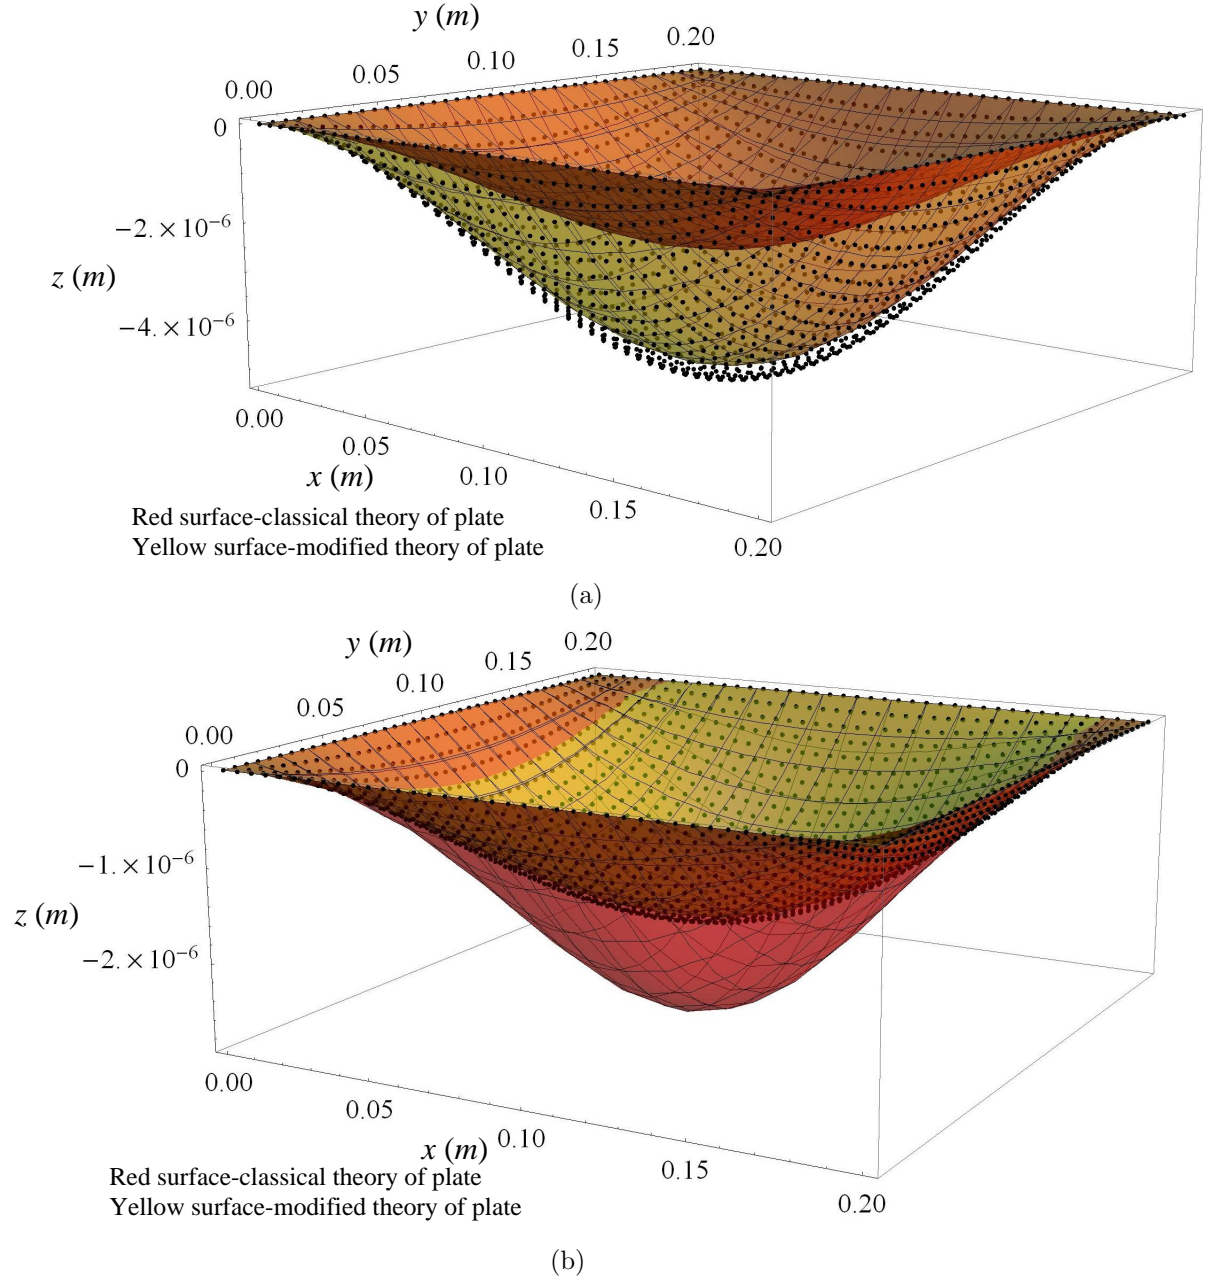 y (m)
0.00
0.05
0.10
0.15
0.20
0
−2.×10⁻⁶
z (m)
−4.×10⁻⁶
0.00
0.05
x (m)
0.10
0.15
0.20
Red surface-classical theory of plate
Yellow surface-modified theory of plate
(a)
y (m)
0.00
0.05
0.10
0.15
0.20
0
−1.×10⁻⁶
z (m)
−2.×10⁻⁶
0.00
0.05
x (m)
0.10
0.15
0.20
Red surface-classical theory of plate
Yellow surface-modified theory of plate
(b)